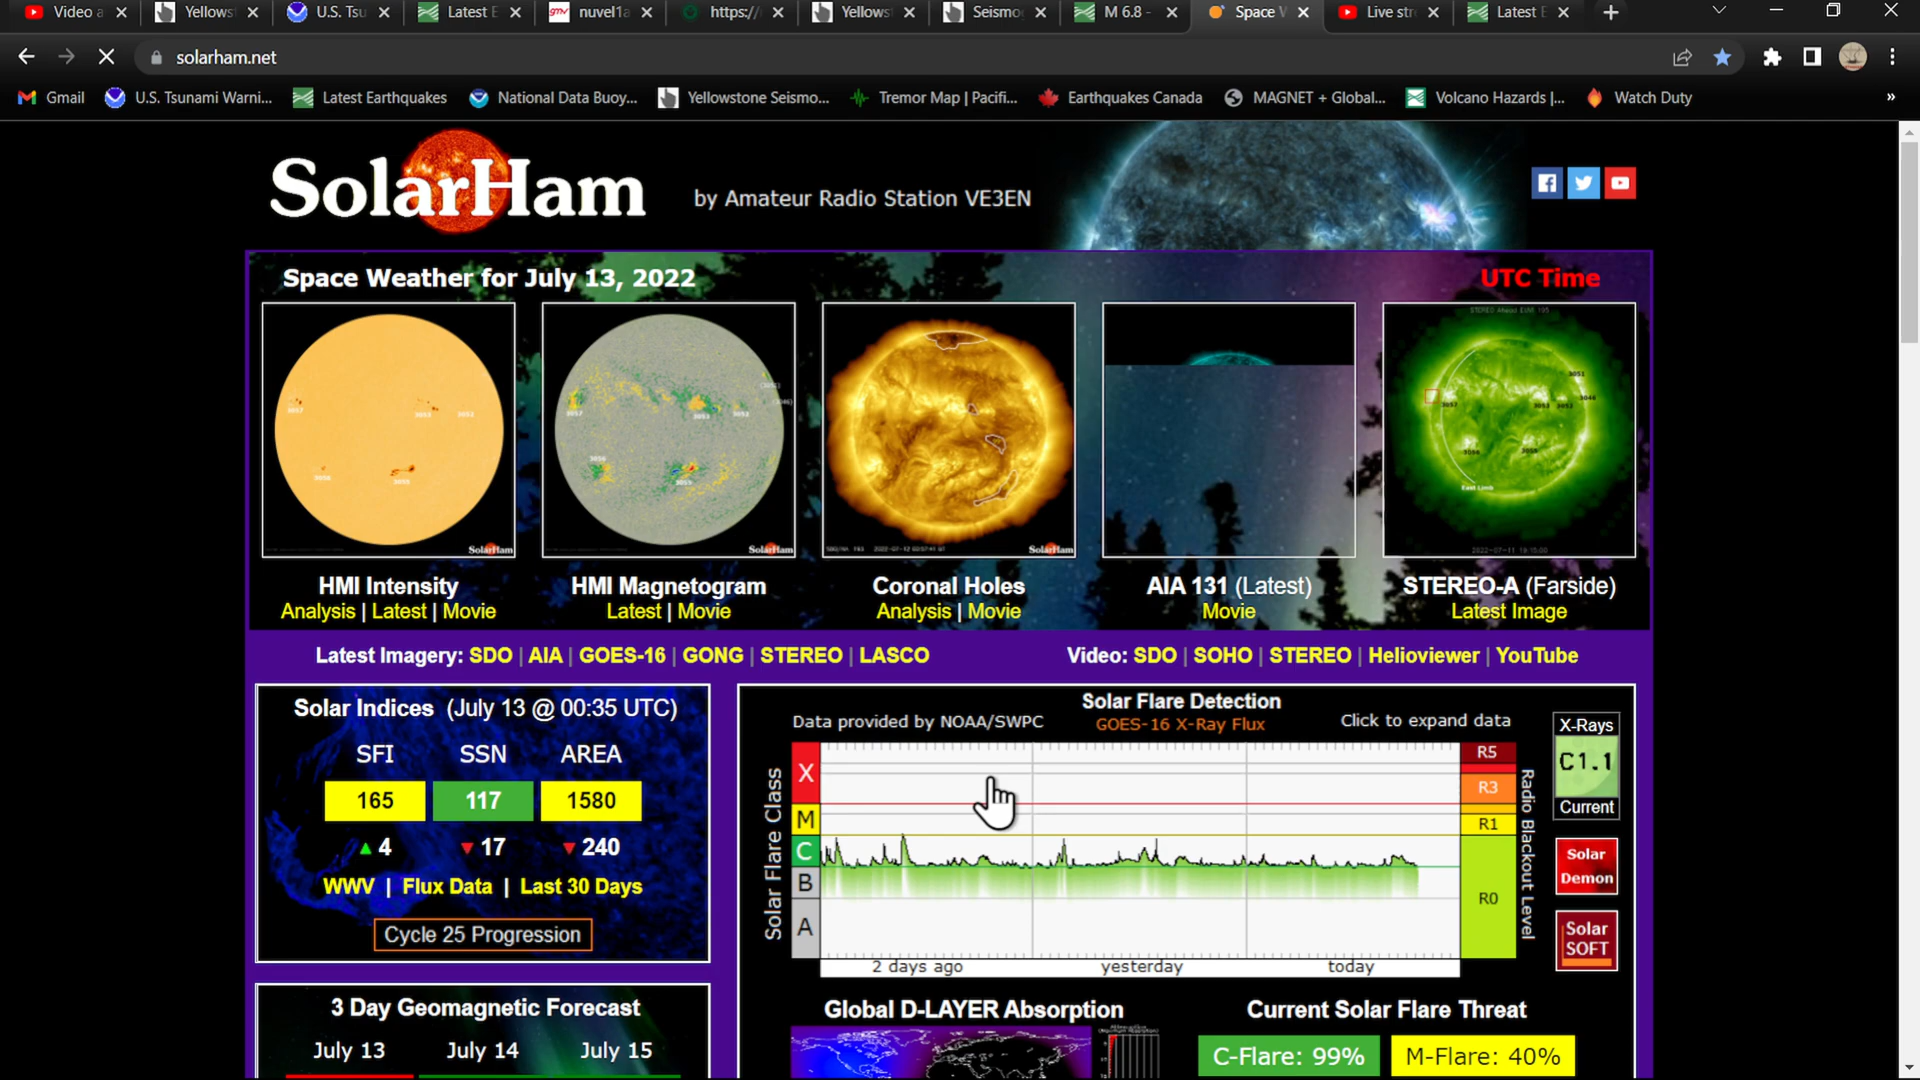 Video a
Yellows
U.S. Tsu
Latest E
nuvel1a
https://
Yellows
Seismo
M 6.8 -
Space W
Live str
Latest E
solarham.net
Gmail
U.S. Tsunami Warni...
Latest Earthquakes
National Data Buoy...
Yellowstone Seismo...
Tremor Map | Pacifi...
Earthquakes Canada
MAGNET + Global...
Volcano Hazards |...
Watch Duty
»
SolarHam
by Amateur Radio Station VE3EN
Space Weather for July 13, 2022
UTC Time
SolarHam
SolarHam
SolarHam
HMI Intensity
Analysis | Latest | Movie
HMI Magnetogram
Latest | Movie
Coronal Holes
Analysis | Movie
AIA 131 (Latest)
Movie
STEREO-A (Farside)
Latest Image
Latest Imagery: SDO | AIA | GOES-16 | GONG | STEREO | LASCO
Video: SDO | SOHO | STEREO | Helioviewer | YouTube
Solar Indices (July 13 @ 00:35 UTC)
SFI SSN AREA
165 117 1580
▲ 4 ▼ 17 ▼ 240
WWV | Flux Data | Last 30 Days
Cycle 25 Progression
3 Day Geomagnetic Forecast
July 13 July 14 July 15
Solar Flare Detection
Data provided by NOAA/SWPC
GOES-16 X-Ray Flux
Click to expand data
Solar Flare Class
X
M
C
B
A
R5
R3
R1
R0
Radio Blackout Level
2 days ago yesterday today
X-Rays
C1.1
Current
Solar
Demon
Solar
SOFT
Global D-LAYER Absorption
Current Solar Flare Threat
C-Flare: 99%
M-Flare: 40%